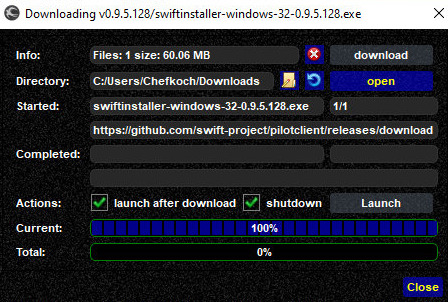 Downloading v0.9.5.128/swiftinstaller-windows-32-0.9.5.128.exe
Info: Files: 1 size: 60.06 MB download
Directory: C:/Users/Chefkoch/Downloads open
Started: swiftinstaller-windows-32-0.9.5.128.exe 1/1
https://github.com/swift-project/pilotclient/releases/download
Completed:
Actions: launch after download shutdown Launch
Current: 100%
Total: 0%
Close